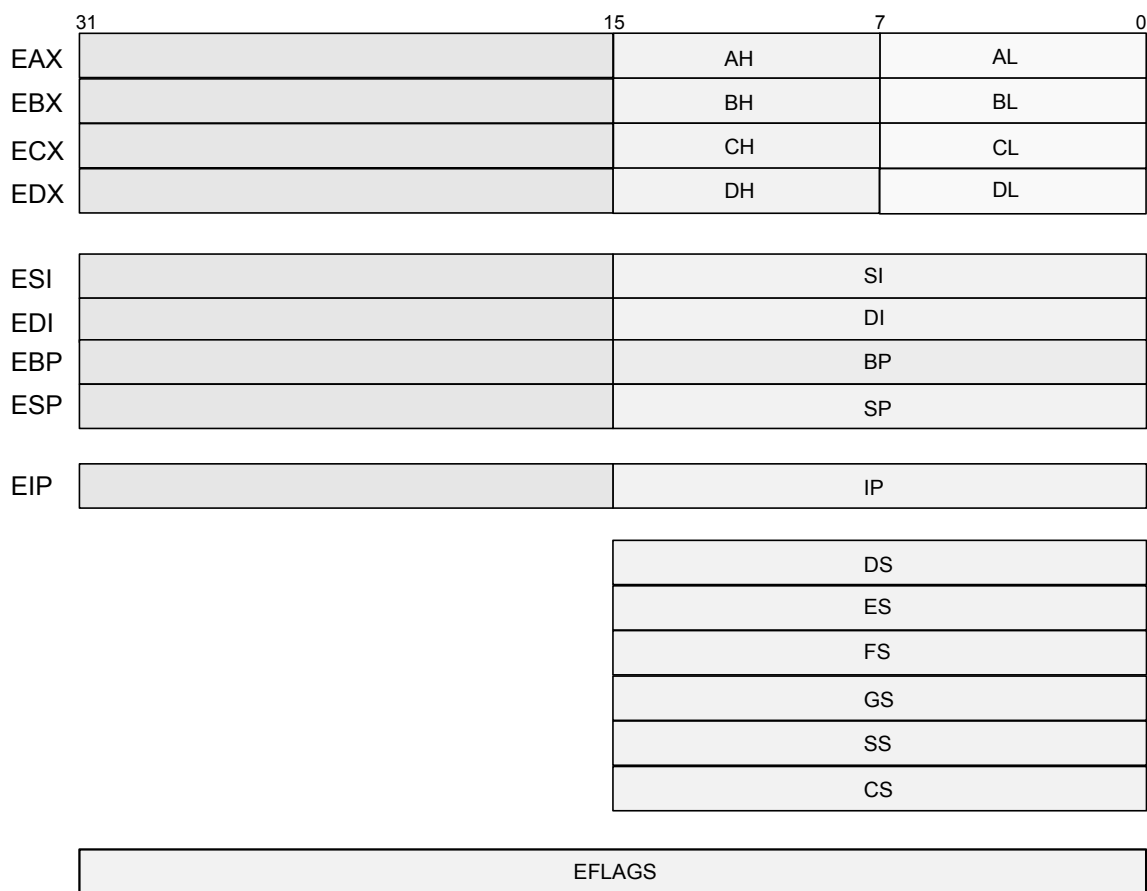 31 15 7 0
EAX AH AL
EBX BH BL
ECX CH CL
EDX DH DL
ESI SI
EDI DI
EBP BP
ESP SP
EIP IP
DS
ES
FS
GS
SS
CS
EFLAGS